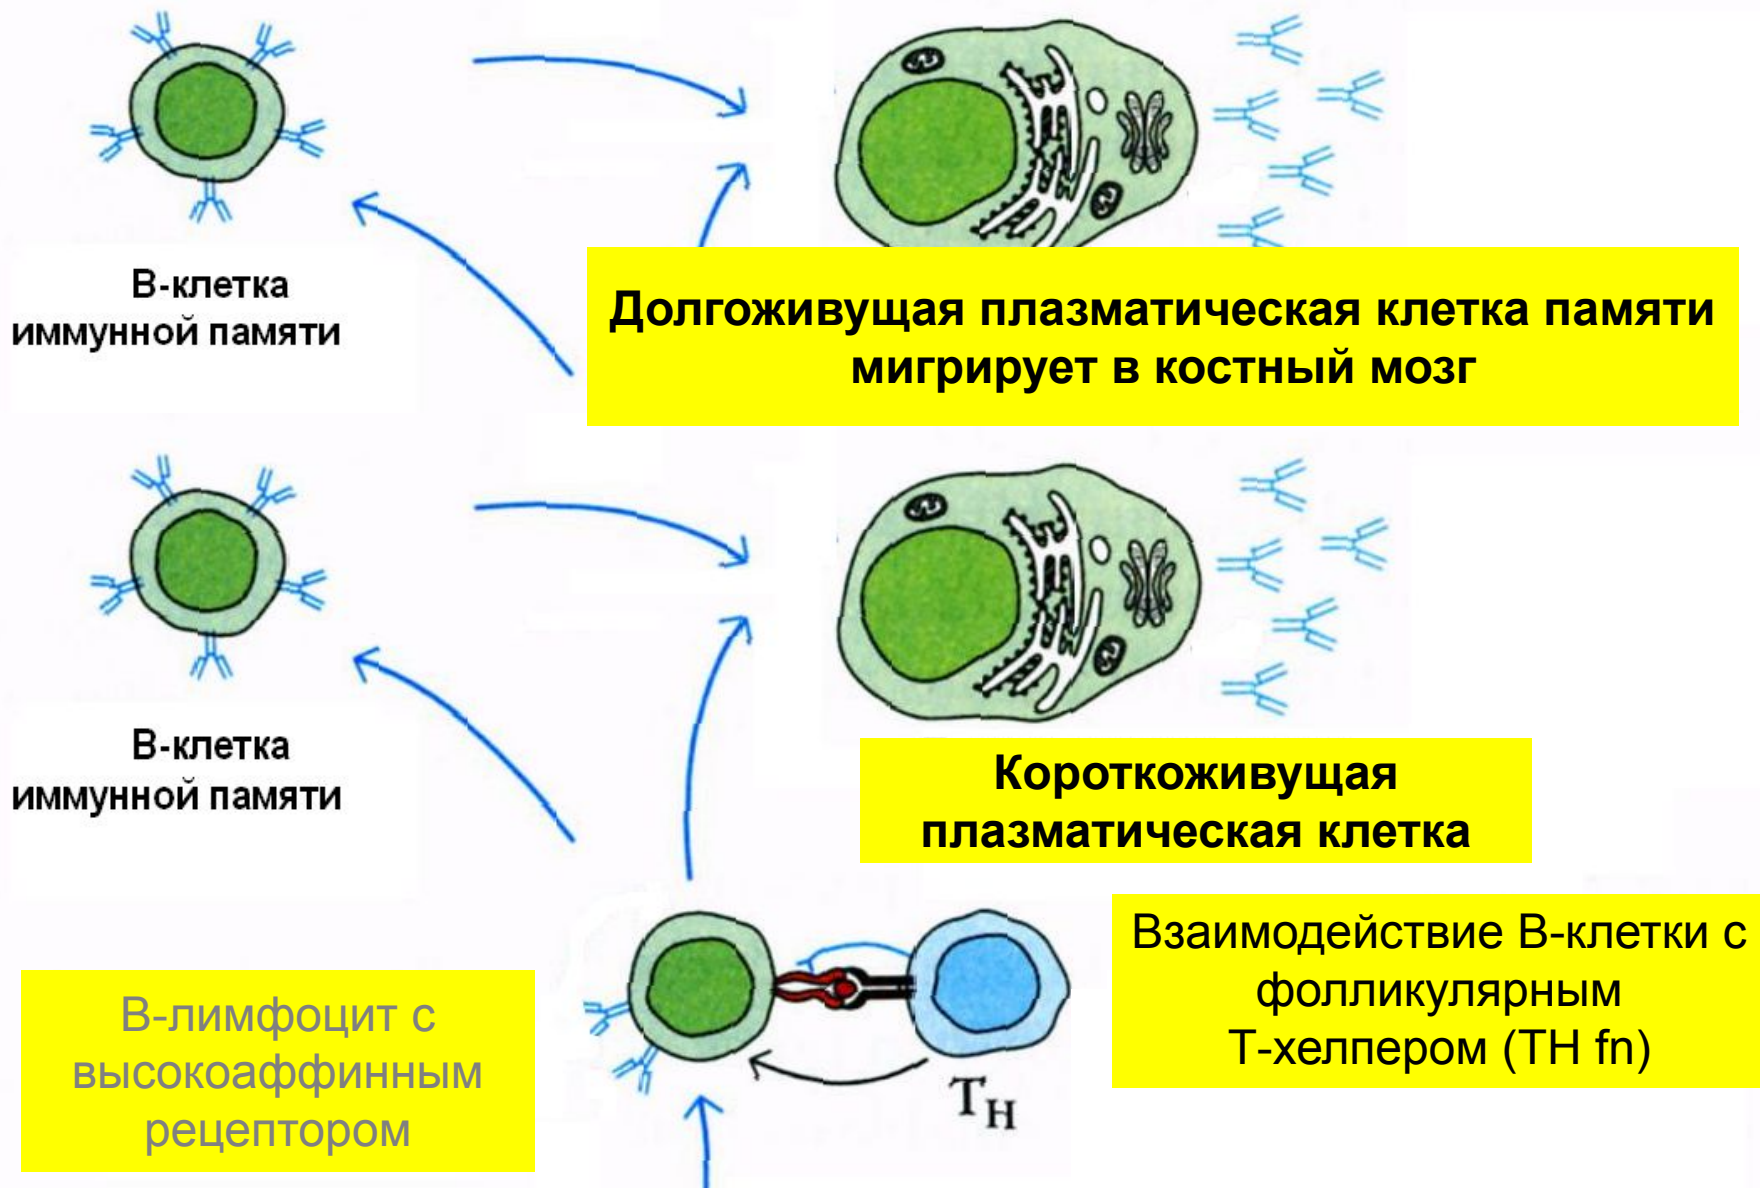 В-клетка
иммунной памяти
Долгоживущая плазматическая клетка памяти
мигрирует в костный мозг
В-клетка
иммунной памяти
Короткоживущая
плазматическая клетка
Взаимодействие В-клетки с
фолликулярным
Т-хелпером (ТН fn)
В-лимфоцит с
высокоаффинным
рецептором
TH